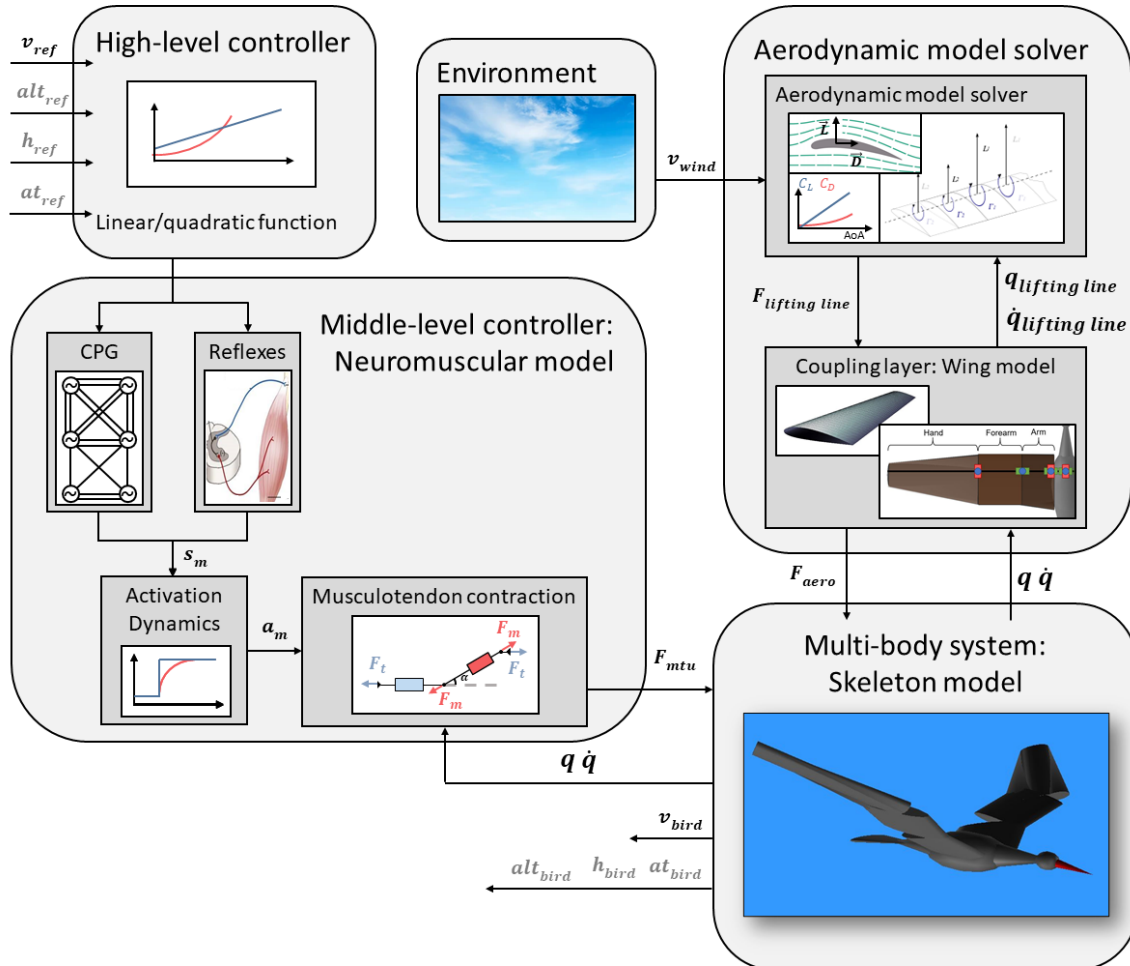 High-level controller
v_ref
alt_ref
h_ref
at_ref
Linear/quadratic function
Environment
v_wind
Aerodynamic model solver
Aerodynamic model solver
L
D
C_L C_D
AoA
F_lifting line
q_lifting line
q̇_lifting line
Coupling layer: Wing model
Hand
Forearm
Arm
F_aero
q q̇
Middle-level controller:
Neuromuscular model
CPG
Reflexes
s_m
Activation
Dynamics
a_m
Musculotendon contraction
F_m
F_t
α
F_t
F_m
F_mtu
q q̇
Multi-body system:
Skeleton model
v_bird
alt_bird h_bird at_bird